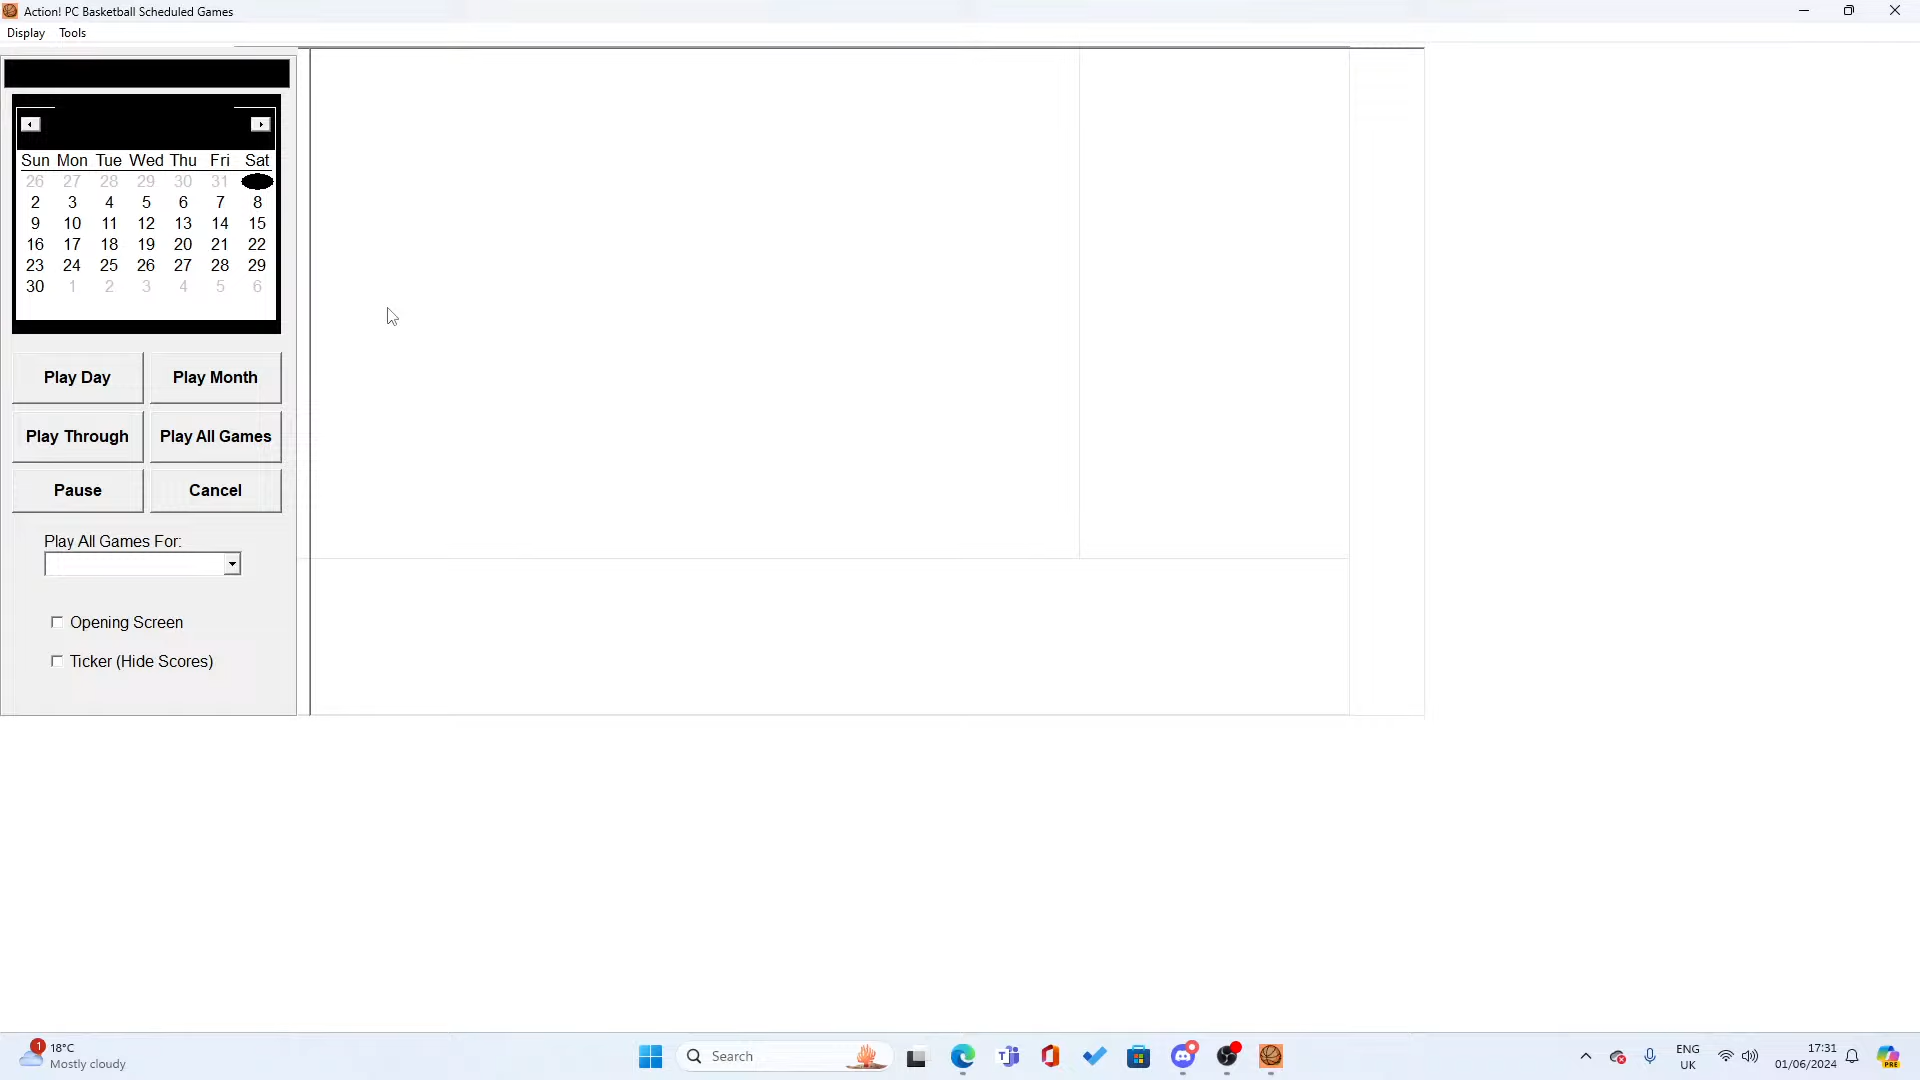 Action! PC Basketball Scheduled Games
Display Tools
Sun Mon Tue Wed Thu Fri Sat
26 27 28 29 30 31
2 3 4 5 6 7 8
9 10 11 12 13 14 15
16 17 18 19 20 21 22
23 24 25 26 27 28 29
30 1 2 3 4 5 6
Play Day Play Month
Play Through Play All Games
Pause Cancel
Play All Games For:
Opening Screen
Ticker (Hide Scores)
1 18°C
Mostly cloudy
Search
ENG
UK
17:31
01/06/2024
PRE